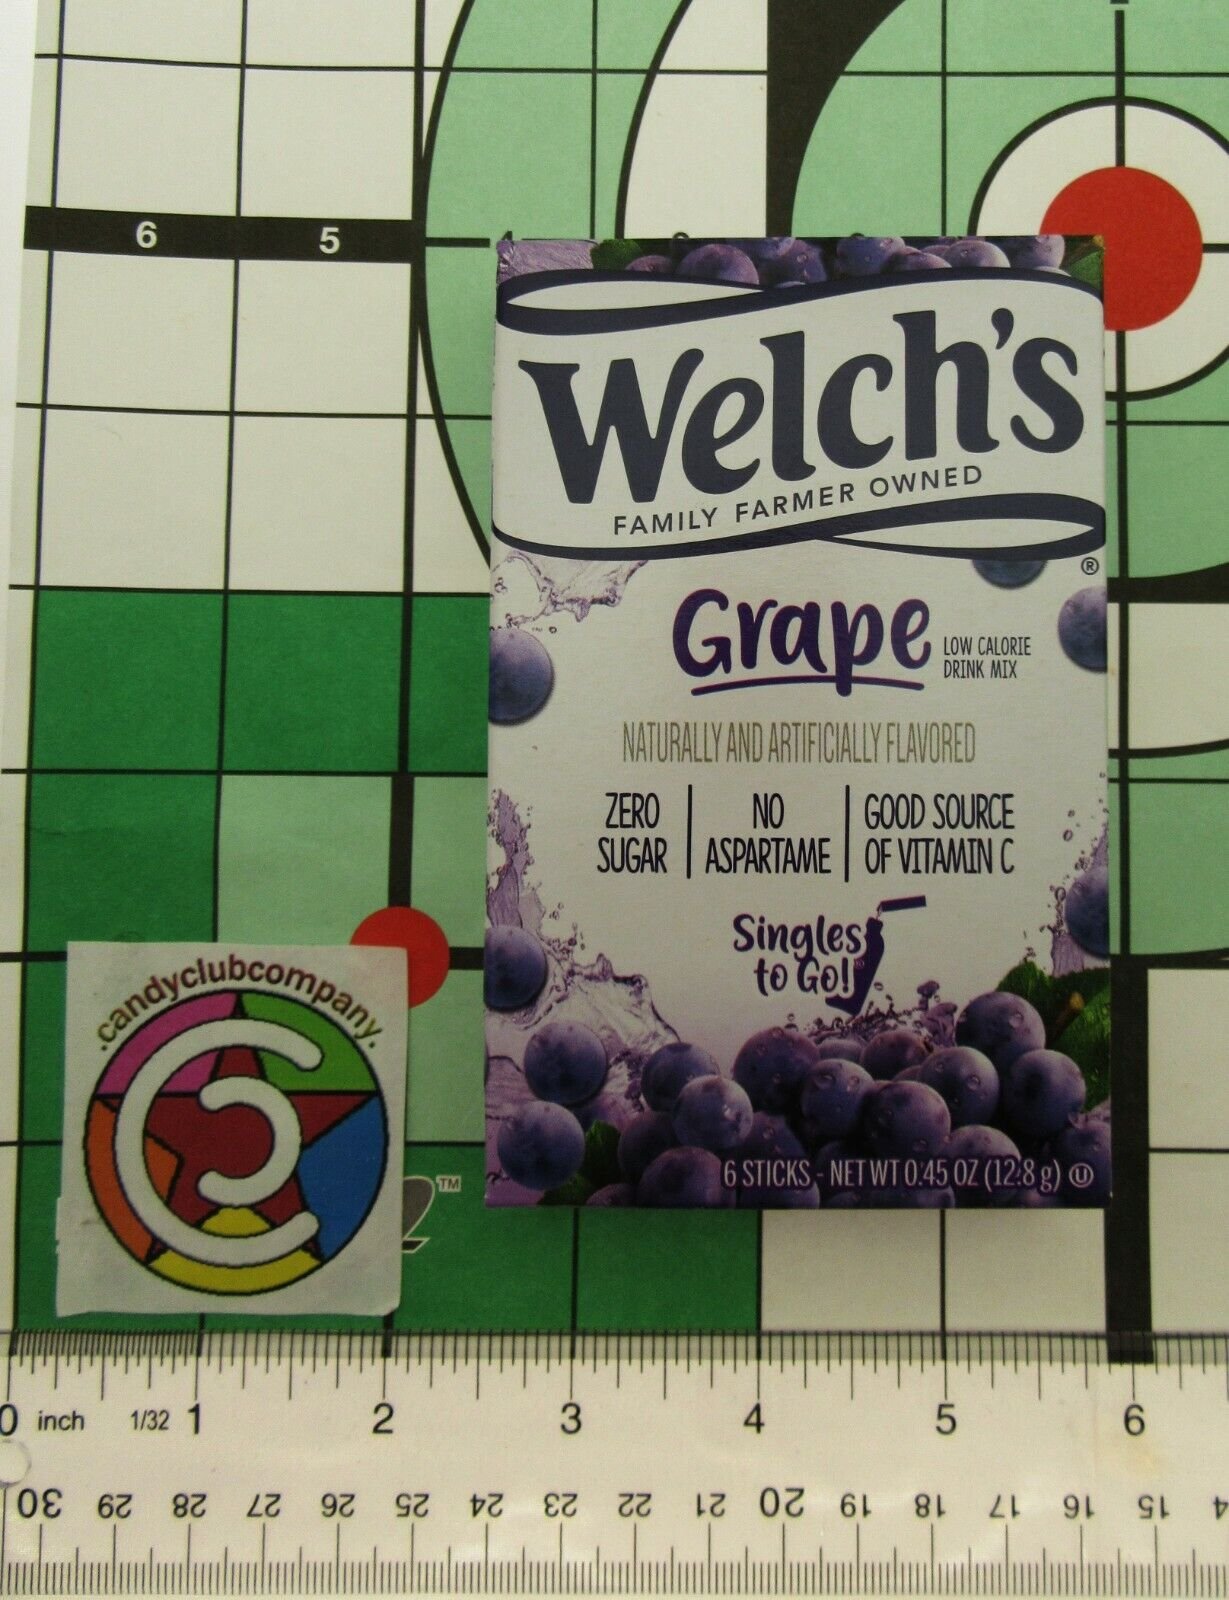 6 5
Welch's
FAMILY FARMER OWNED
®
Grape
LOW CALORIE
DRINK MIX
NATURALLY AND ARTIFICIALLY FLAVORED
ZERO
SUGAR
NO
ASPARTAME
GOOD SOURCE
OF VITAMIN C
Singles
to Go!
.candyclubcompany.
6 STICKS - NET WT 0.45 OZ (12.8 g) U
2™
0 inch 1/32 1 2 3 4 5 6
30 29 28 27 26 25 24 23 22 21 20 19 18 17 16 15